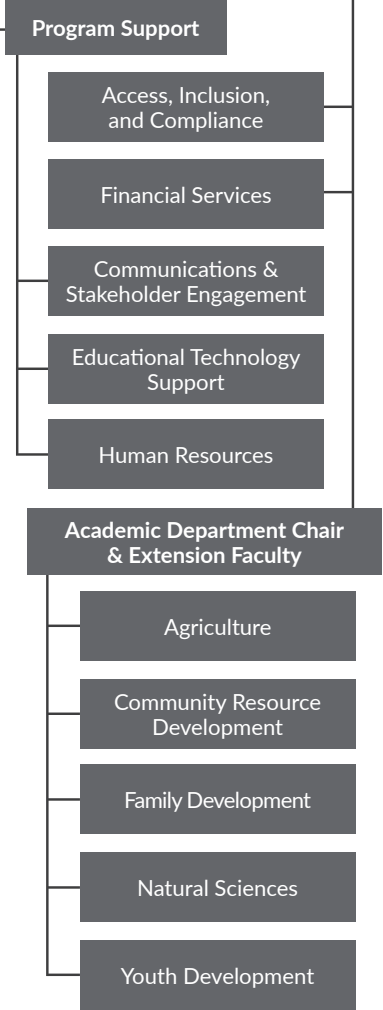 Program Support
Access, Inclusion,
and Compliance
Financial Services
Communications &
Stakeholder Engagement
Educational Technology
Support
Human Resources
Academic Department Chair
& Extension Faculty
Agriculture
Community Resource
Development
Family Development
Natural Sciences
Youth Development